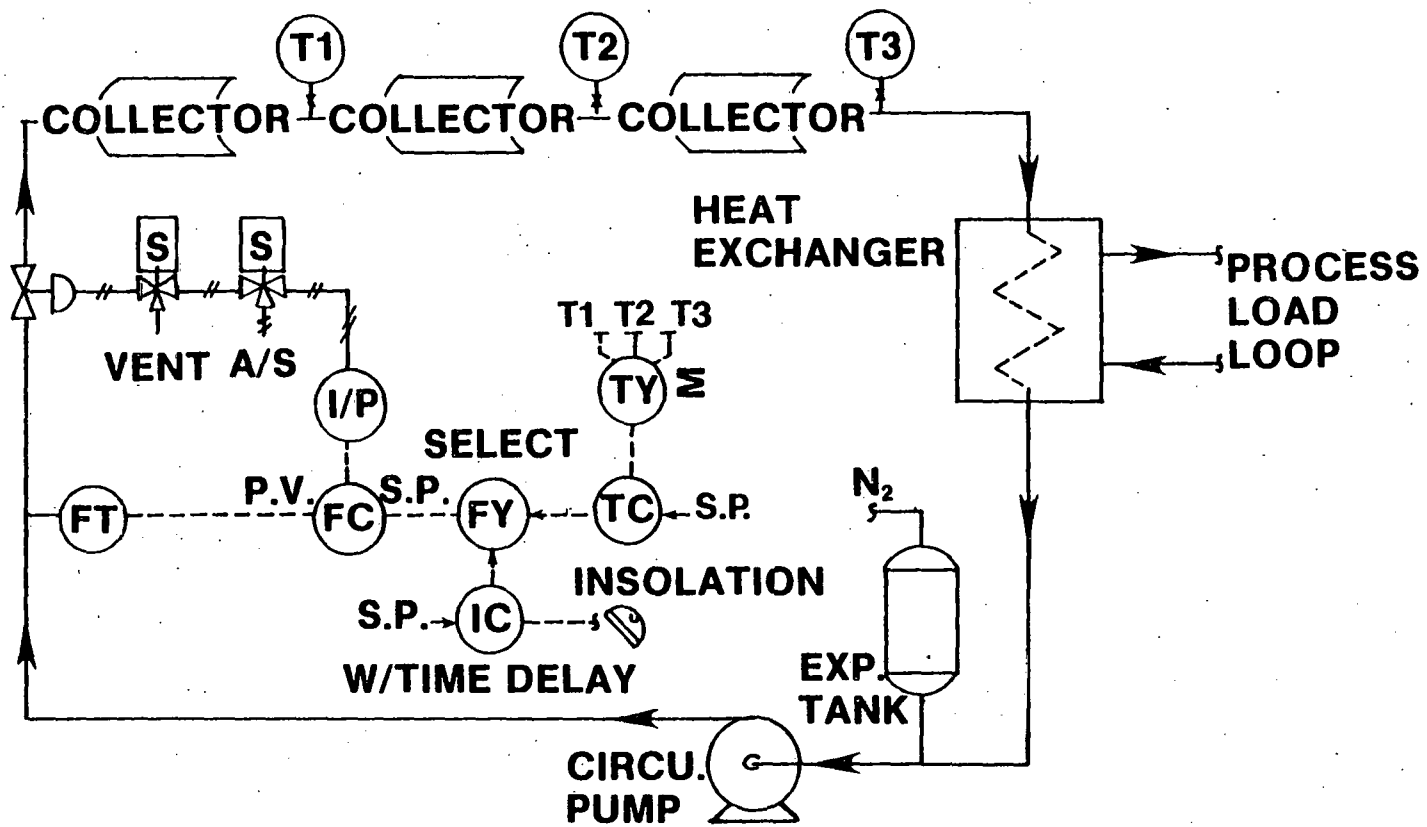 T1
T2
T3
COLLECTOR
COLLECTOR
COLLECTOR
HEAT
EXCHANGER
PROCESS
LOAD
LOOP
S
S
VENT
A/S
T1 T2 T3
TY
Σ
I/P
SELECT
P.V.
S.P.
FT
FC
FY
TC
S.P.
N₂
INSOLATION
S.P.
IC
W/TIME DELAY
EXP.
TANK
CIRCU.
PUMP
G